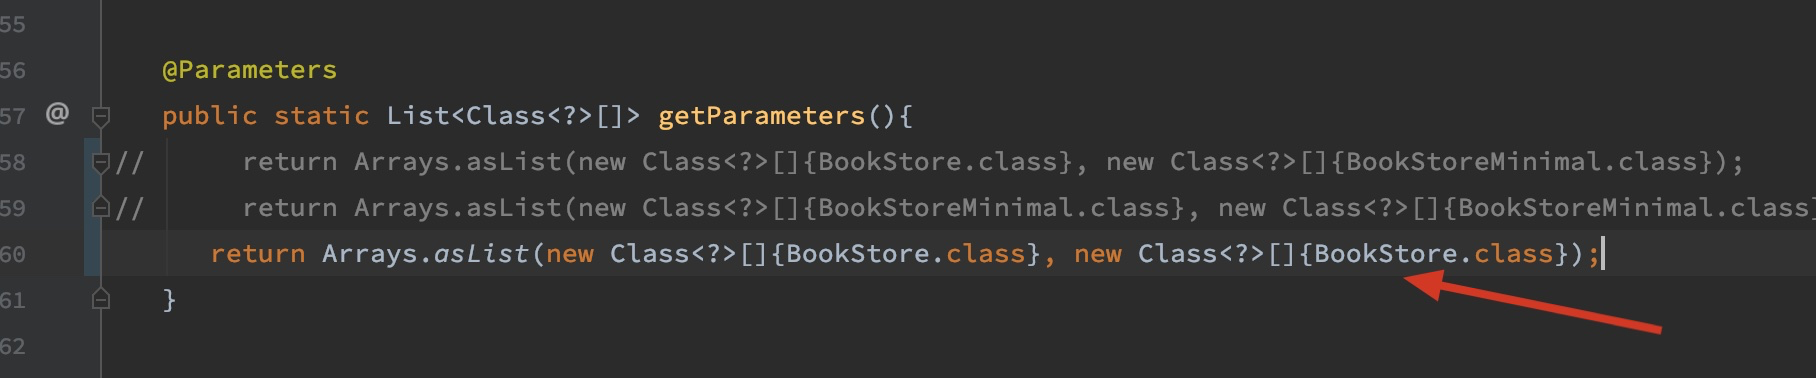 55
56 @Parameters
57 @ public static List<Class<?>[]> getParameters(){
58 // return Arrays.asList(new Class<?>[]{BookStore.class}, new Class<?>[]{BookStoreMinimal.class});
59 // return Arrays.asList(new Class<?>[]{BookStoreMinimal.class}, new Class<?>[]{BookStoreMinimal.class}
60 return Arrays.asList(new Class<?>[]{BookStore.class}, new Class<?>[]{BookStore.class});
61 }
62